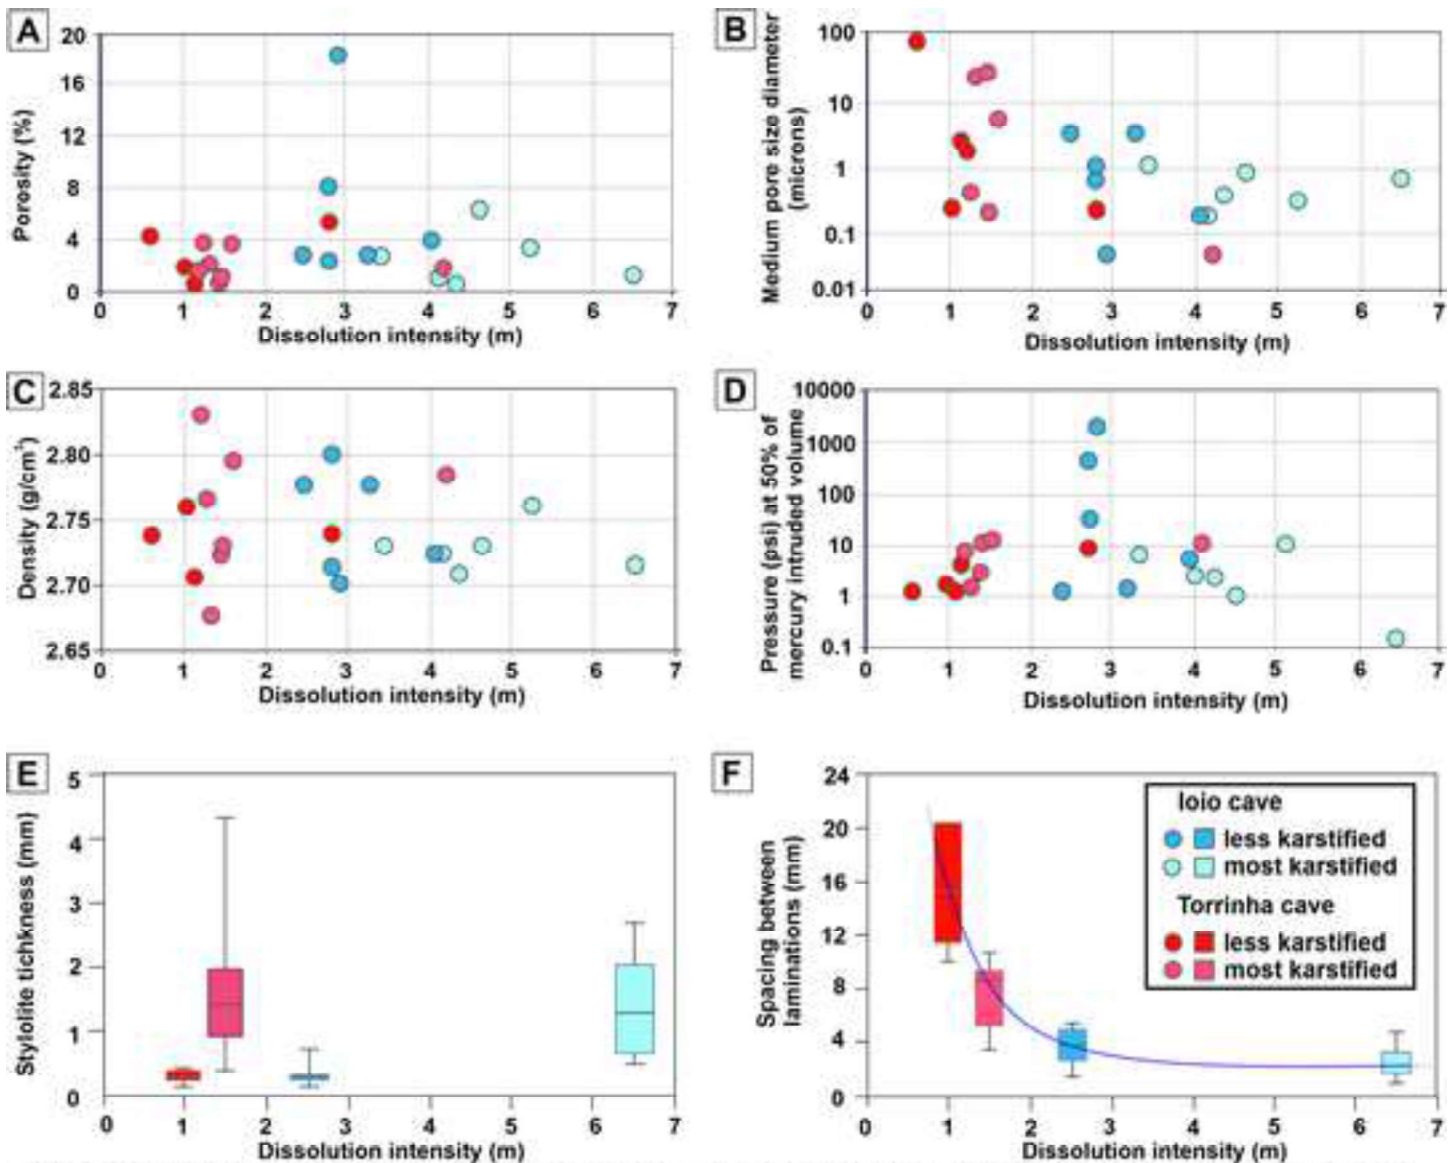 A
Porosity (%)
20
16
12
8
4
0
0 1 2 3 4 5 6 7
Dissolution intensity (m)
B
Medium pore size diameter
(microns)
100
10
1
0.1
0.01
0 1 2 3 4 5 6 7
Dissolution intensity (m)
C
Density (g/cm³)
2.85
2.80
2.75
2.70
2.65
0 1 2 3 4 5 6 7
Dissolution intensity (m)
D
Pressure (psi) at 50% of
mercury intruded volume
10000
1000
100
10
1
0.1
0 1 2 3 4 5 6 7
Dissolution intensity (m)
E
Stylolite tichkness (mm)
5
4
3
2
1
0
0 1 2 3 4 5 6 7
Dissolution intensity (m)
F
Spacing between
laminations (mm)
24
20
16
12
8
4
0
0 1 2 3 4 5 6 7
Dissolution intensity (m)
Ioio cave
less karstified
most karstified
Torrinha cave
less karstified
most karstified